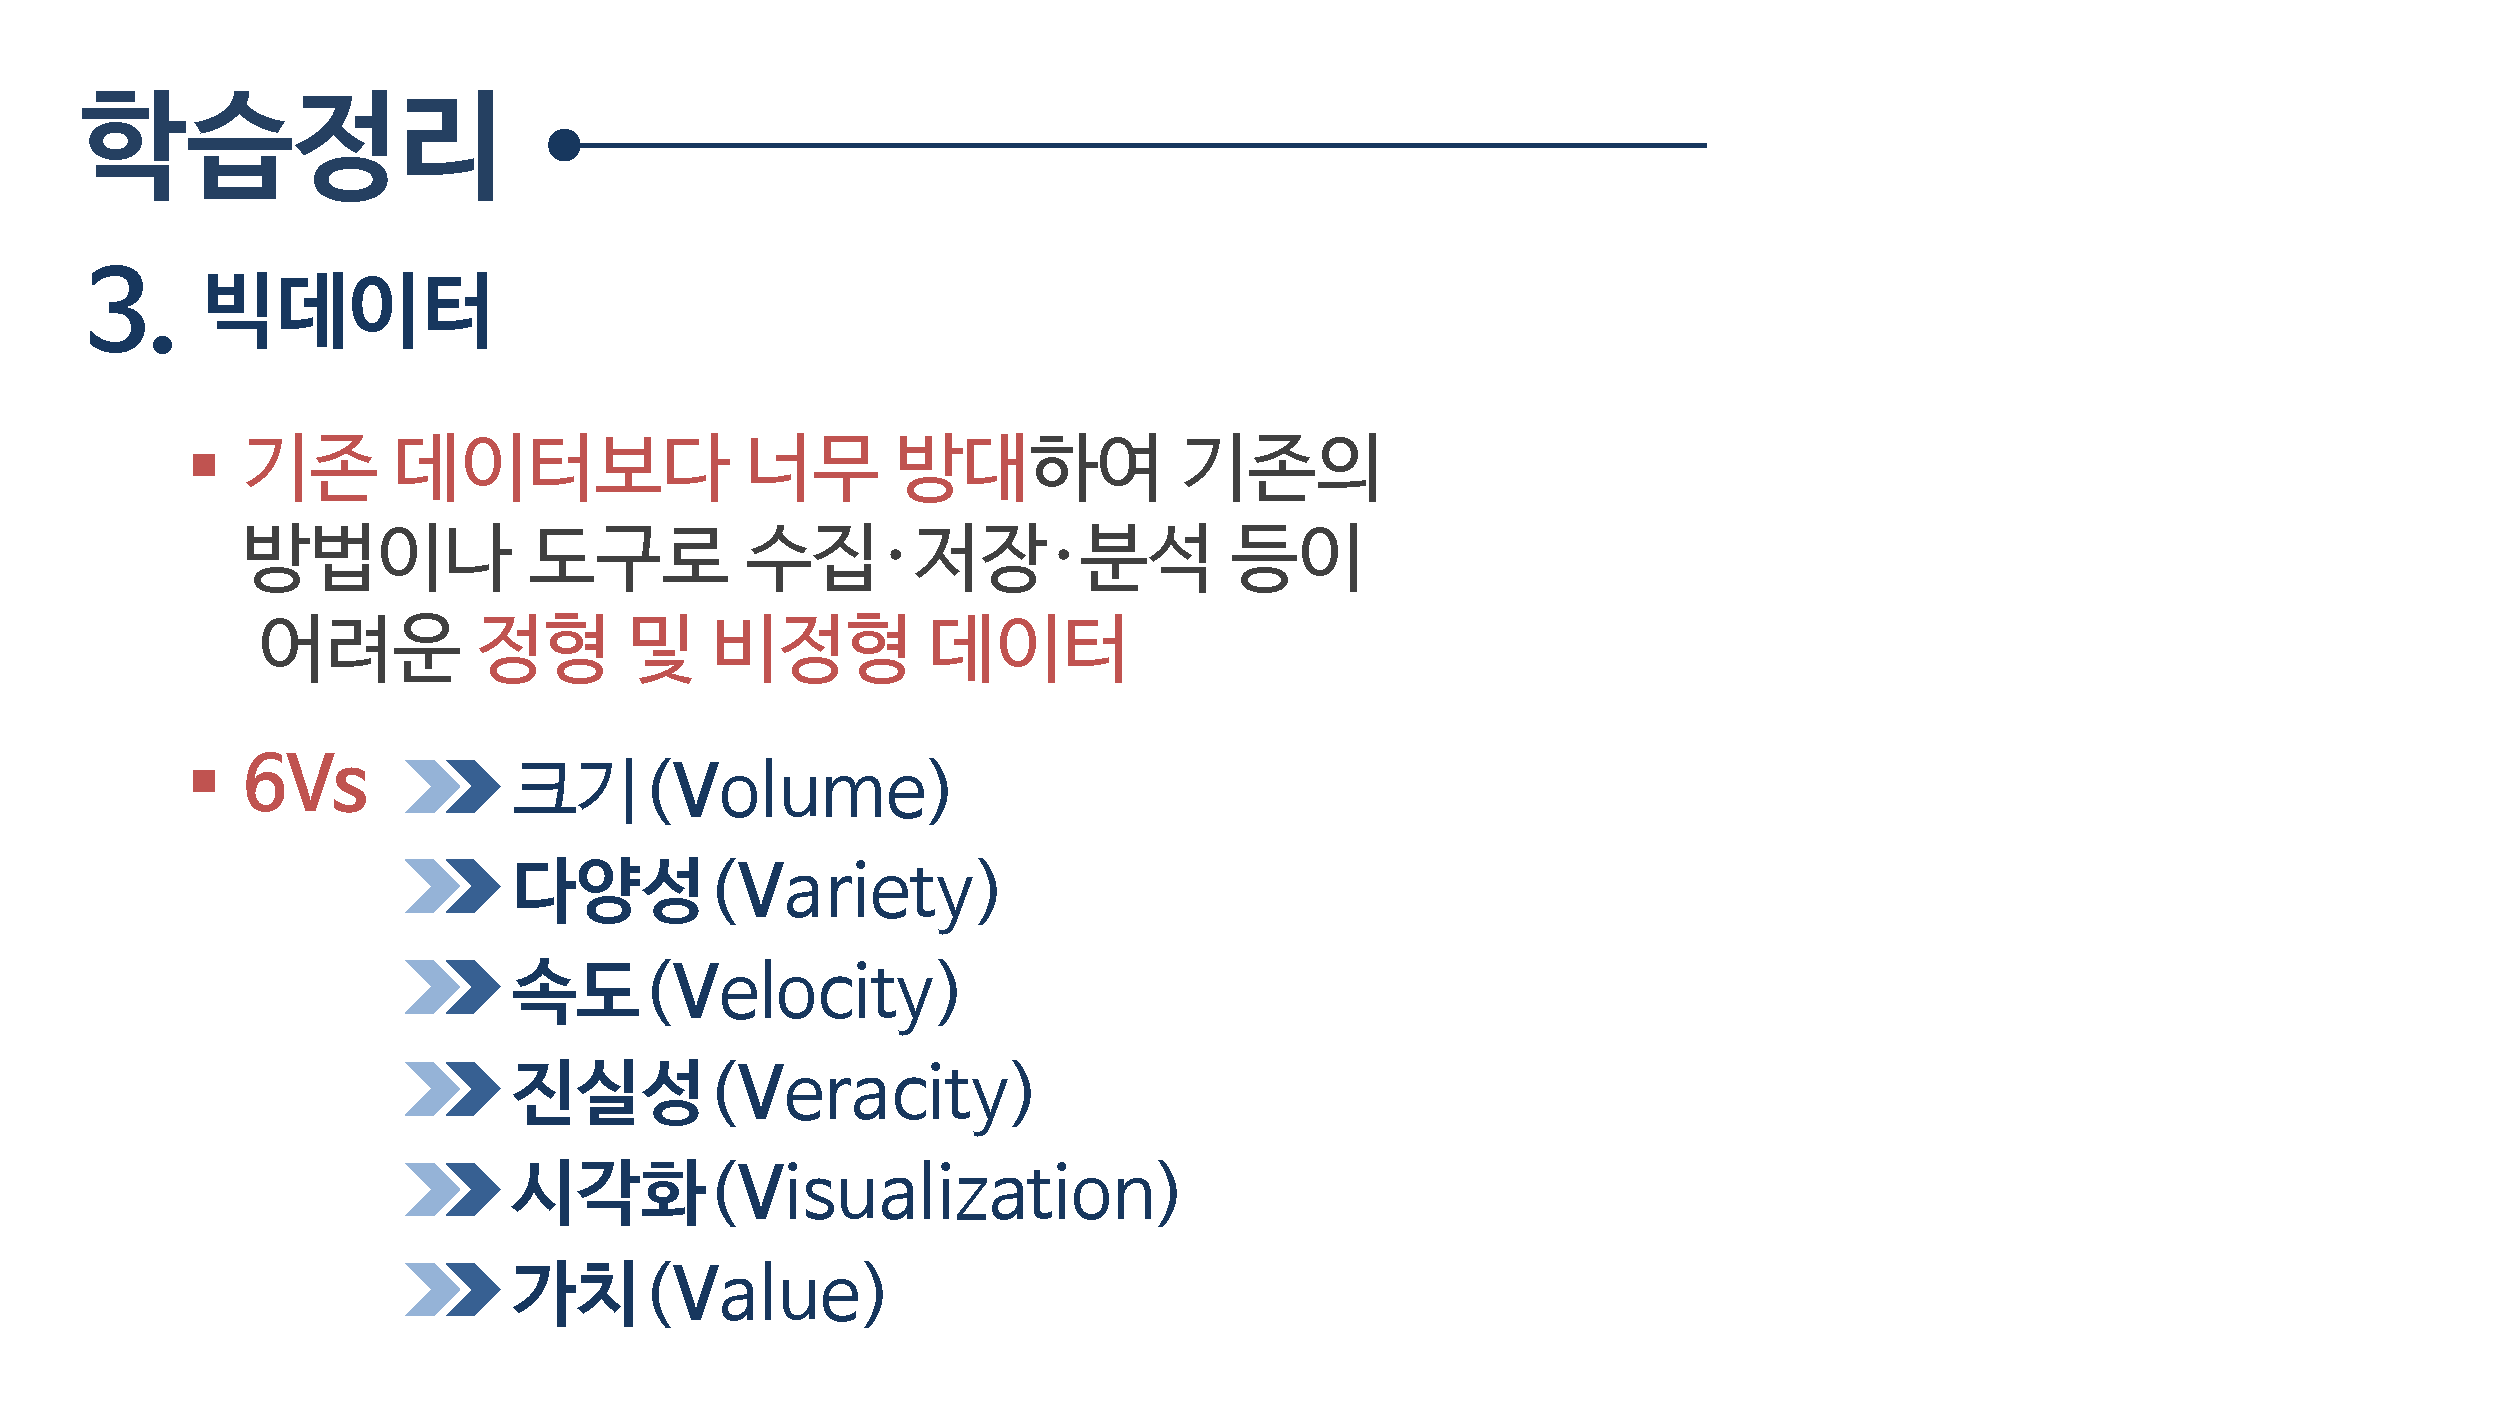 학습정리
3. 빅데이터
▪ 기존 데이터보다 너무 방대하여 기존의
방법이나 도구로 수집·저장·분석 등이
어려운 정형 및 비정형 데이터
▪ 6Vs 크기(Volume)
다양성(Variety)
속도(Velocity)
진실성(Veracity)
시각화(Visualization)
가치(Value)